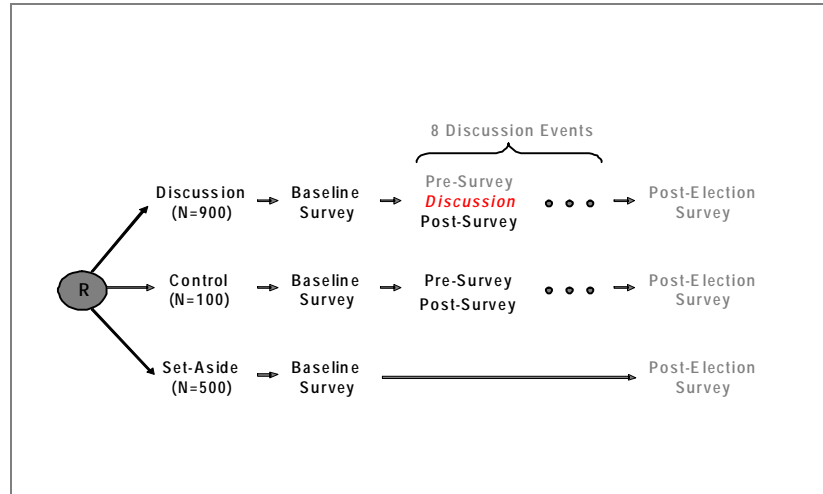 8 Discussion Events
Discussion
(N=900)
Baseline
Survey
Pre-Survey
Discussion
Post-Survey
Post-Election
Survey
R
Control
(N=100)
Baseline
Survey
Pre-Survey
Post-Survey
Post-Election
Survey
Set-Aside
(N=500)
Baseline
Survey
Post-Election
Survey